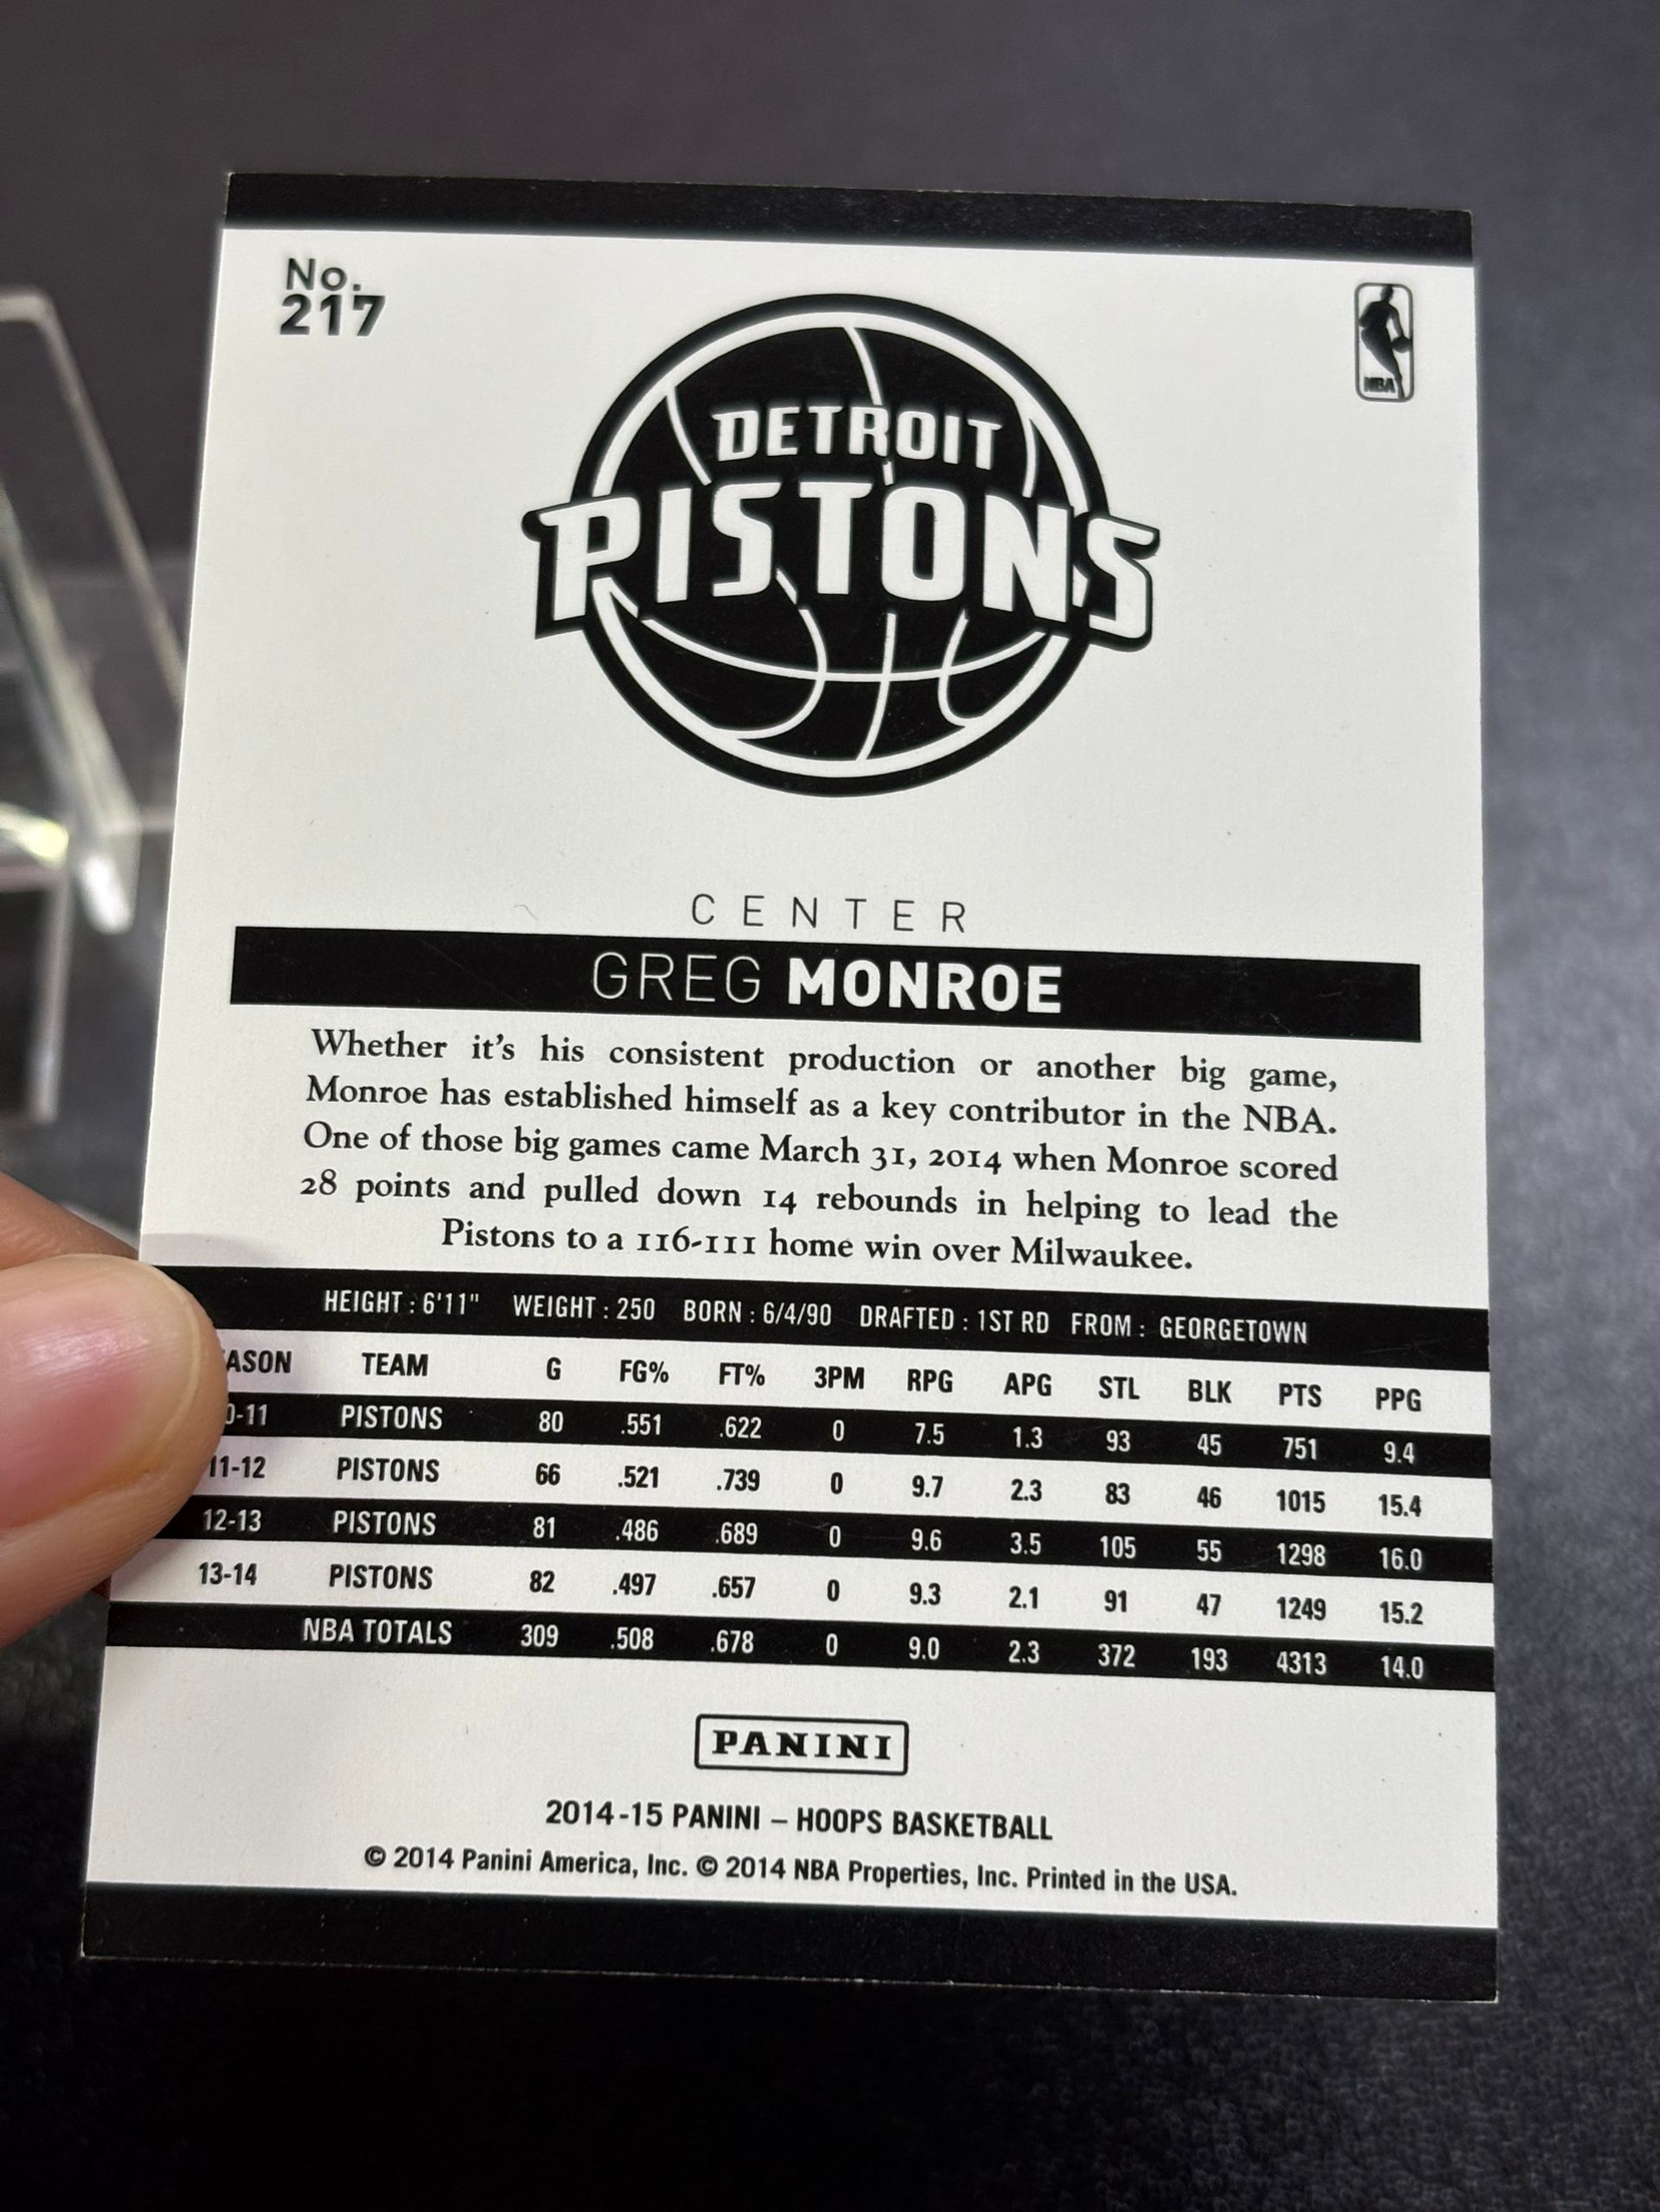 No.
217
NBA
DETROIT
PISTONS
CENTER
GREG MONROE
Whether it's his consistent production or another big game,
Monroe has established himself as a key contributor in the NBA.
One of those big games came March 31, 2014 when Monroe scored
28 points and pulled down 14 rebounds in helping to lead the
Pistons to a 116-111 home win over Milwaukee.
HEIGHT : 6'11" WEIGHT : 250 BORN : 6/4/90 DRAFTED : 1ST RD FROM : GEORGETOWN
ASON TEAM G FG% FT% 3PM RPG APG STL BLK PTS PPG
0-11 PISTONS 80 .551 .622 0 7.5 1.3 93 45 751 9.4
11-12 PISTONS 66 .521 .739 0 9.7 2.3 83 46 1015 15.4
12-13 PISTONS 81 .486 .689 0 9.6 3.5 105 55 1298 16.0
13-14 PISTONS 82 .497 .657 0 9.3 2.1 91 47 1249 15.2
NBA TOTALS 309 .508 .678 0 9.0 2.3 372 193 4313 14.0
PANINI
2014-15 PANINI – HOOPS BASKETBALL
© 2014 Panini America, Inc. © 2014 NBA Properties, Inc. Printed in the USA.